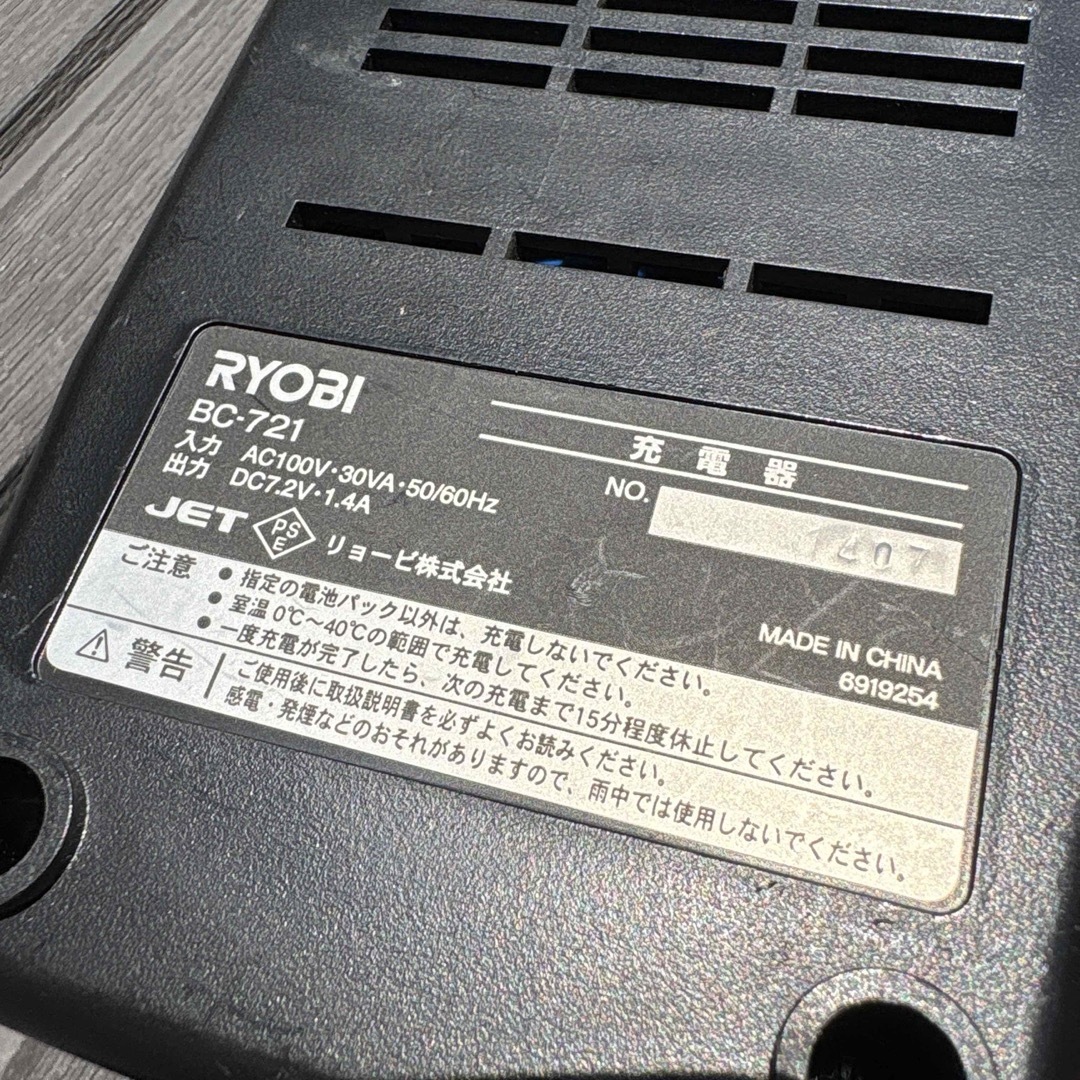 RYOBI
BC-721
充電器
入力 AC100V・30VA・50/60Hz
出力 DC7.2V・1.4A
NO. 407
JET PSE リョービ株式会社
MADE IN CHINA
6919254
ご注意 ●指定の電池パック以外は、充電しないでください。
●室温0℃〜40℃の範囲で充電してください。
●一度充電が完了したら、次の充電まで15分程度休止してください。
⚠ 警告 ご使用後に取扱説明書を必ずよくお読みください。
感電・発煙などのおそれがありますので、雨中では使用しないでください。